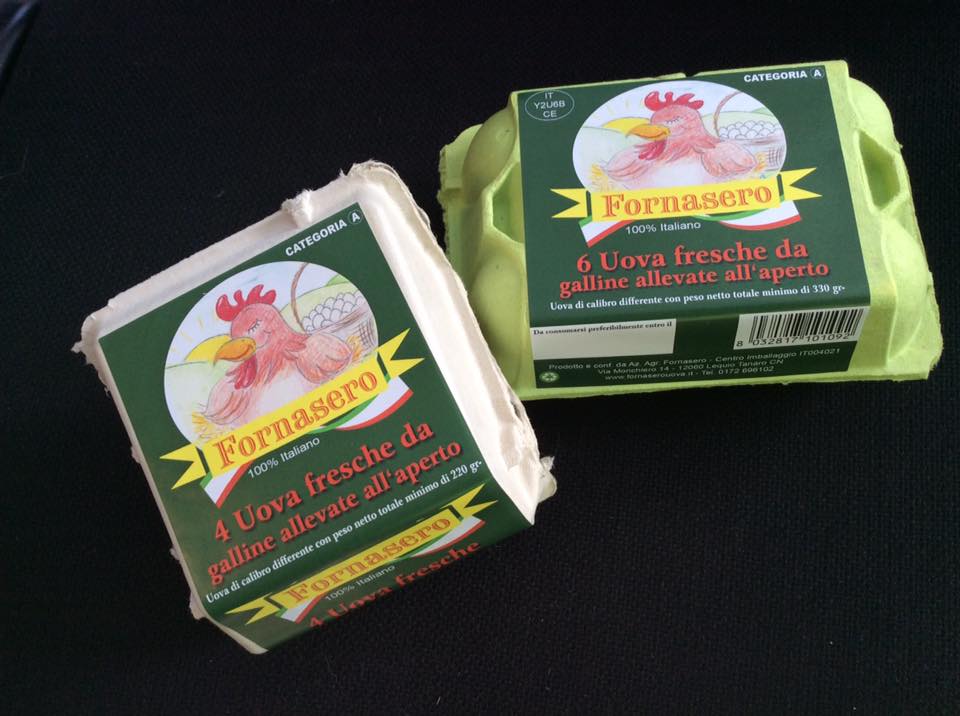 CATEGORIA A
Fornasero
100% Italiano
4 Uova fresche da
galline allevate all'aperto
Uova di calibro differente con peso netto totale minimo di 220 gr.
Fornasero
100% Italiano
4 Uova fresche
CATEGORIA A
IT
Y2U6B
CE
Fornasero
100% Italiano
6 Uova fresche da
galline allevate all'aperto
Uova di calibro differente con peso netto totale minimo di 330 gr.
Da consumarsi preferibilmente entro il
8 032817 101092
Prodotto e conf. da Az. Agr. Fornasero - Centro Imballaggio IT004021
Via Monchiero 14 - 12060 Lequio Tanaro CN
www.fornaserouova.it - Tel. 0172 696102